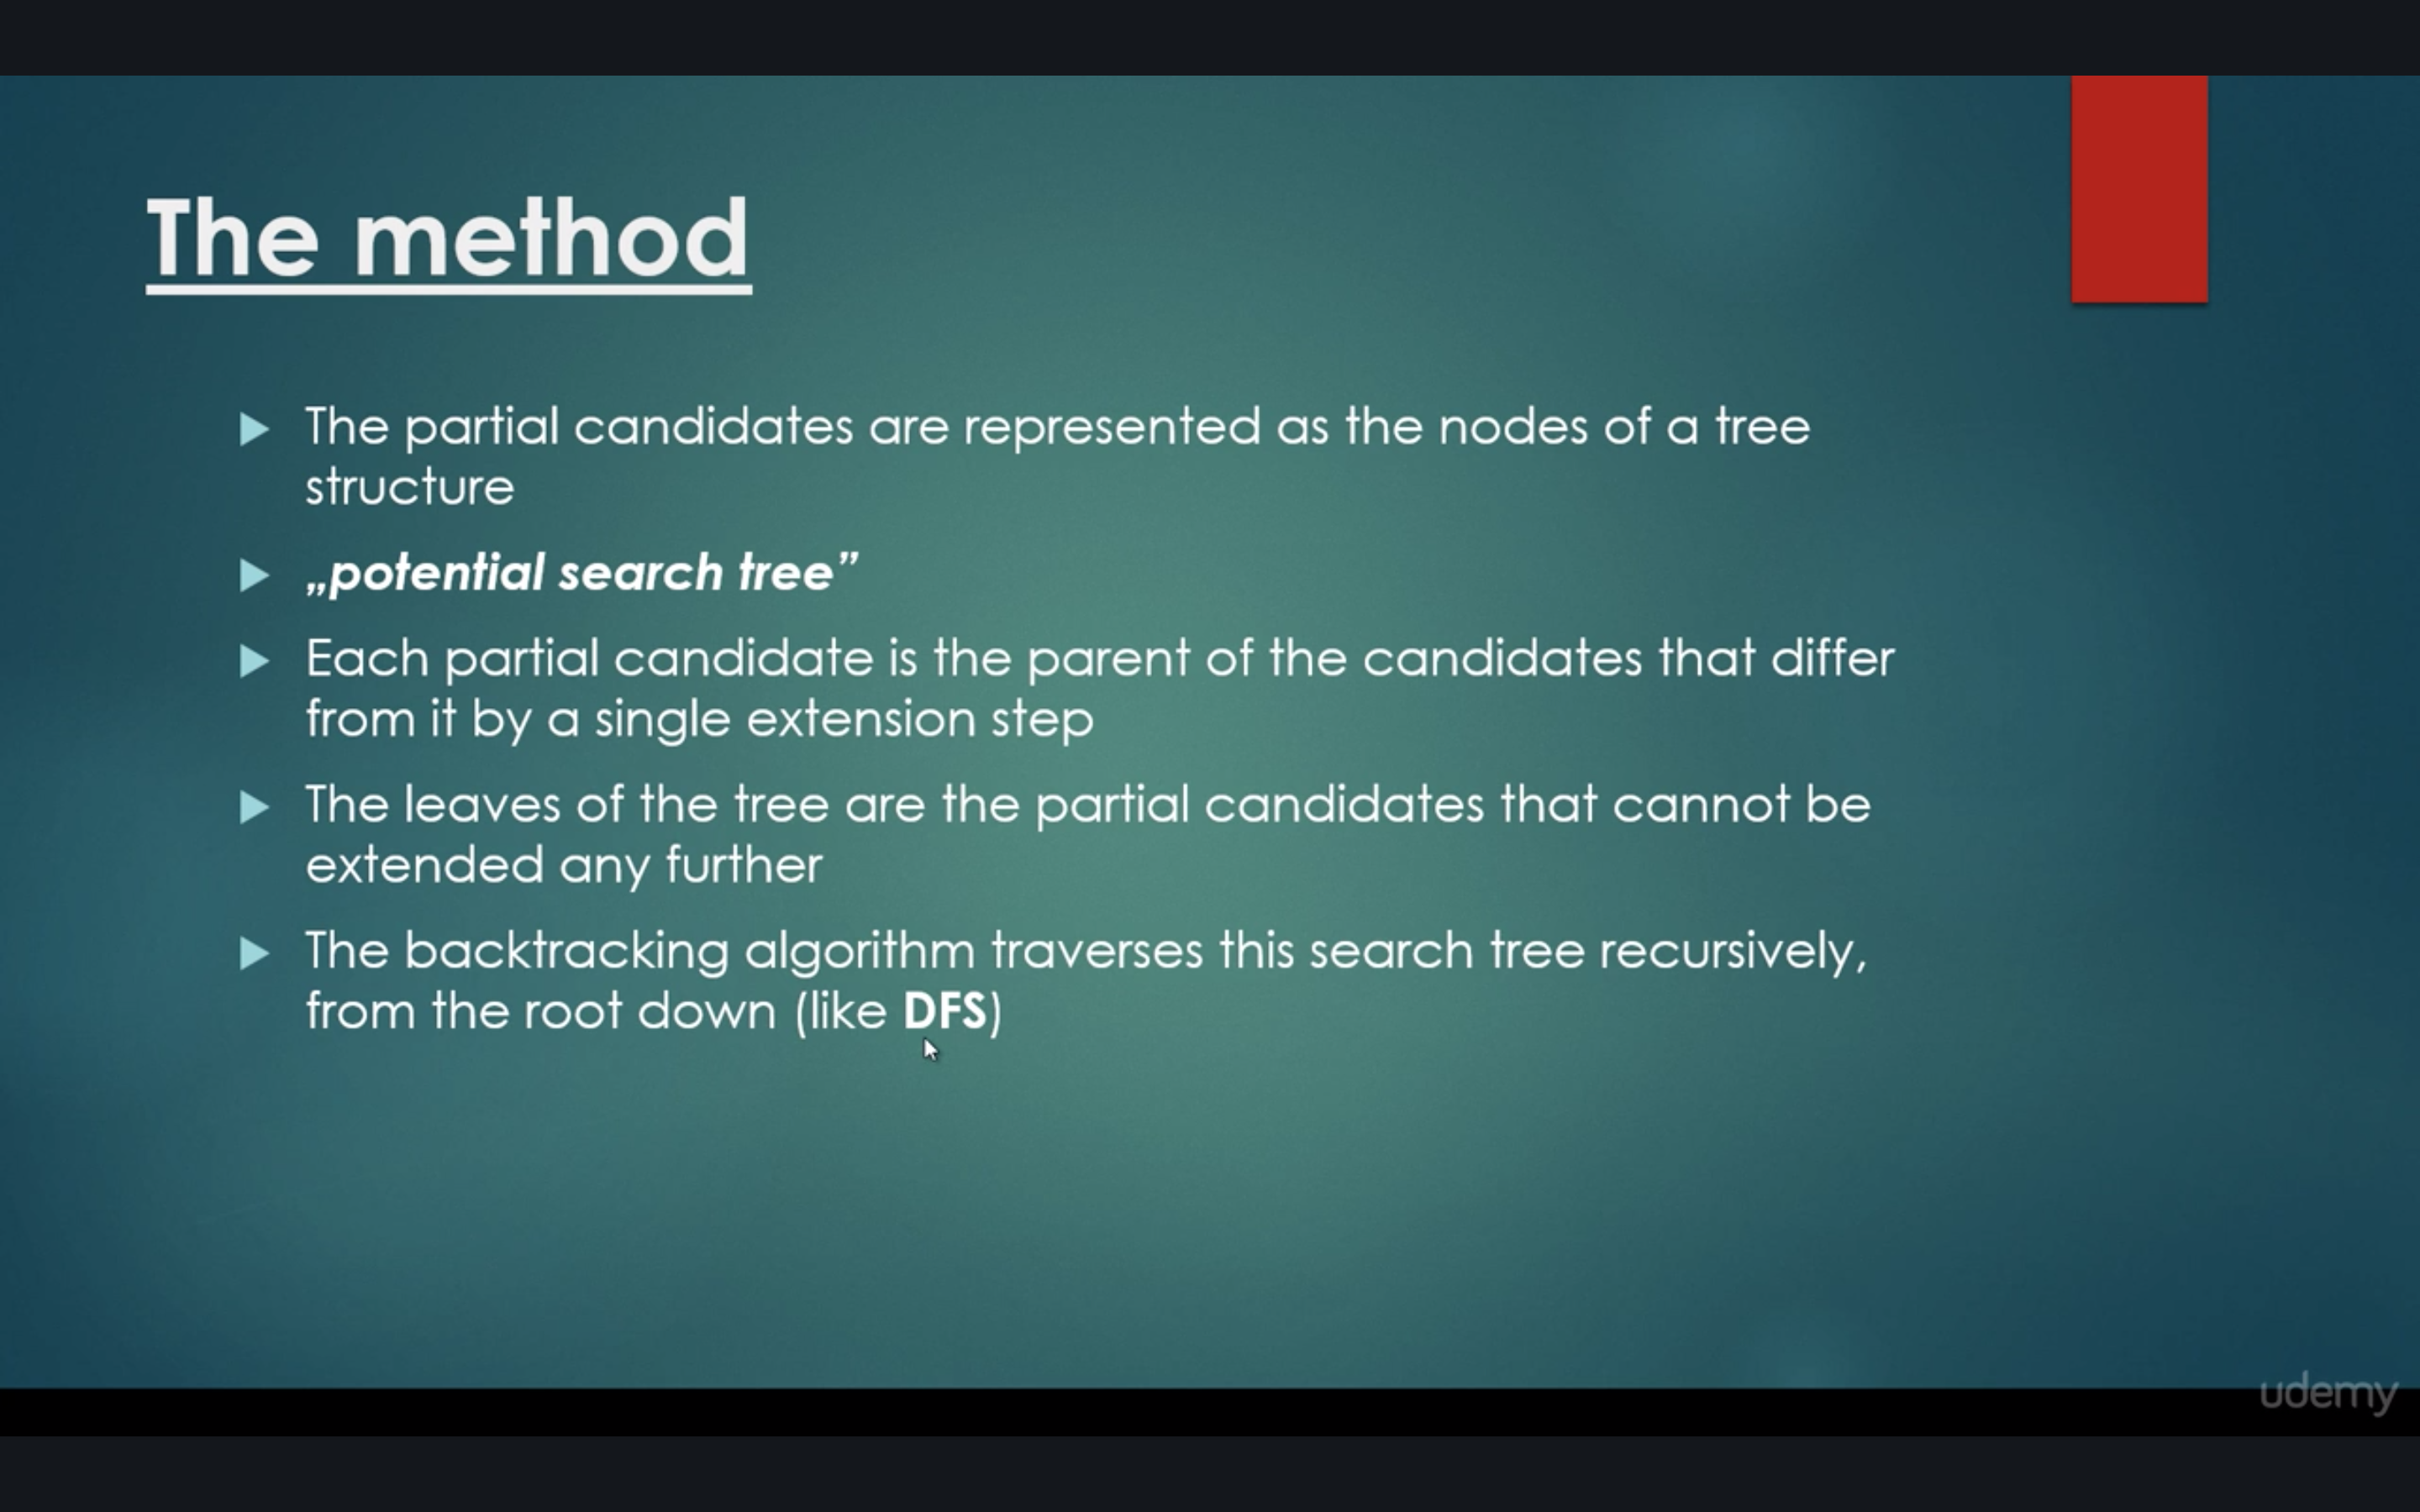 The method
The partial candidates are represented as the nodes of a tree
structure
„potential search tree”
Each partial candidate is the parent of the candidates that differ
from it by a single extension step
The leaves of the tree are the partial candidates that cannot be
extended any further
The backtracking algorithm traverses this search tree recursively,
from the root down (like DFS)
udemy